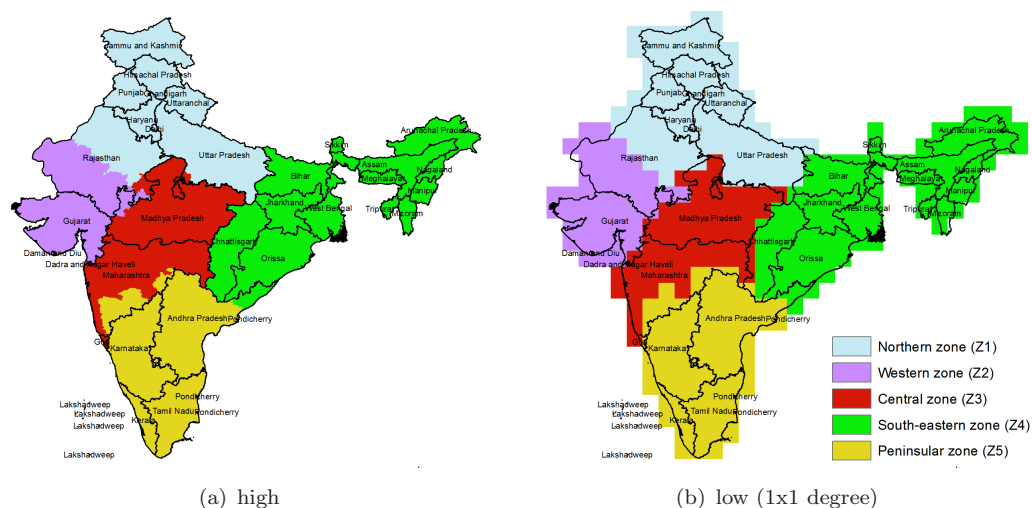 Jammu and Kashmir
Himachal Pradesh
Punjab
Chandigarh
Uttaranchal
Haryana
Delhi
Rajasthan
Uttar Pradesh
Sikkim
Arunachal Pradesh
Assam
Nagaland
Meghalaya
Bihar
Manipur
Jharkhand
West Bengal
Tripura
Mizoram
Gujarat
Madhya Pradesh
Chhattisgarh
Daman and Diu
Orissa
Dadra and Nagar Haveli
Maharashtra
Andhra Pradesh
Pondicherry
Karnataka
Pondicherry
Lakshadweep
Lakshadweep
Tamil Nadu
Pondicherry
Lakshadweep
Kerala
Lakshadweep
(a) high
Jammu and Kashmir
Himachal Pradesh
Punjab
Chandigarh
Uttaranchal
Haryana
Delhi
Rajasthan
Uttar Pradesh
Sikkim
Arunachal Pradesh
Assam
Nagaland
Meghalaya
Bihar
Manipur
Jharkhand
West Bengal
Tripura
Mizoram
Gujarat
Madhya Pradesh
Chhattisgarh
Daman and Diu
Orissa
Dadra and Nagar Haveli
Maharashtra
Andhra Pradesh
Pondicherry
Karnataka
Pondicherry
Lakshadweep
Lakshadweep
Tamil Nadu
Pondicherry
Lakshadweep
Kerala
Lakshadweep
Northern zone (Z1)
Western zone (Z2)
Central zone (Z3)
South-eastern zone (Z4)
Peninsular zone (Z5)
(b) low (1x1 degree)